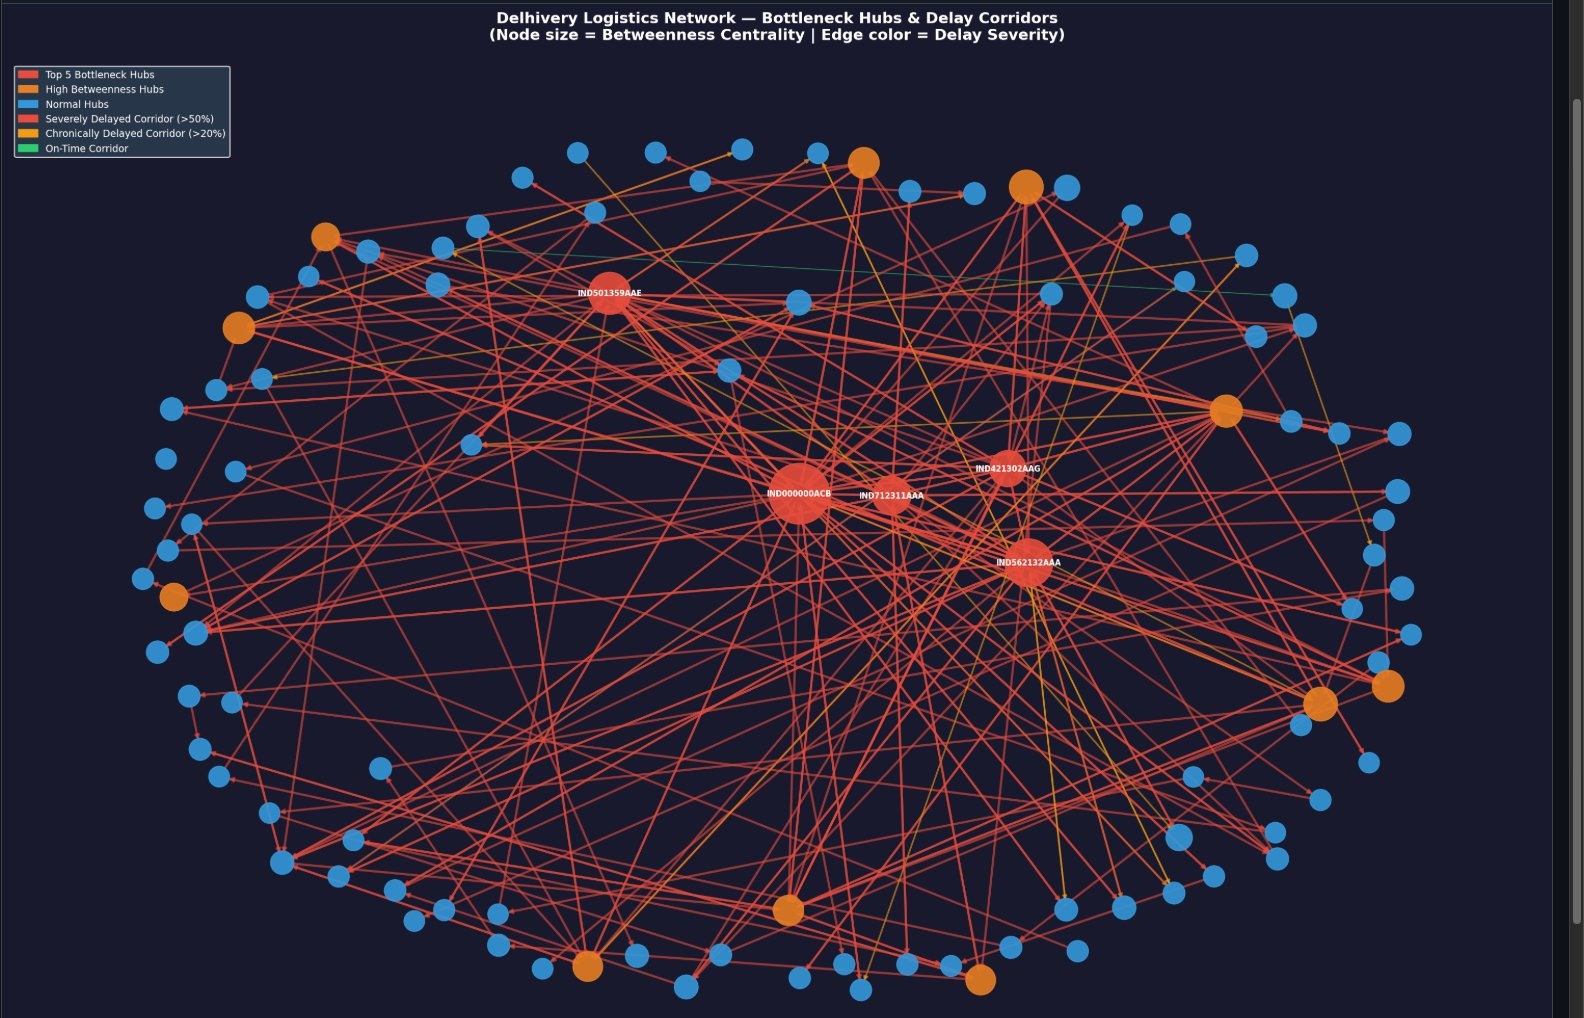 Delhivery Logistics Network — Bottleneck Hubs & Delay Corridors
(Node size = Betweenness Centrality | Edge color = Delay Severity)
Top 5 Bottleneck Hubs
High Betweenness Hubs
Normal Hubs
Severely Delayed Corridor (>50%)
Chronically Delayed Corridor (>20%)
On-Time Corridor
IND501359AAE
IND421302AAG
IND000000ACB
IND712311AAA
IND562132AAA